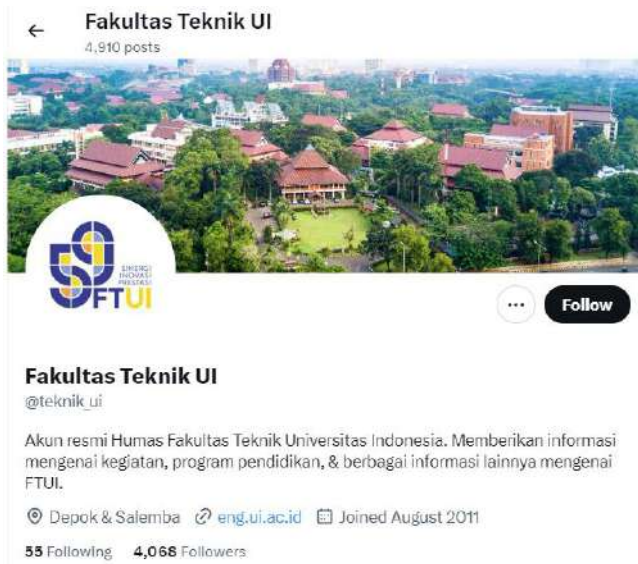 Fakultas Teknik UI
4,910 posts
59
SINERGI
INOVASI
PRESTASI
FTUI
Follow
Fakultas Teknik UI
@teknik_ui
Akun resmi Humas Fakultas Teknik Universitas Indonesia. Memberikan informasi
mengenai kegiatan, program pendidikan, & berbagai informasi lainnya mengenai
FTUI.
Depok & Salemba eng.ui.ac.id Joined August 2011
55 Following 4,068 Followers